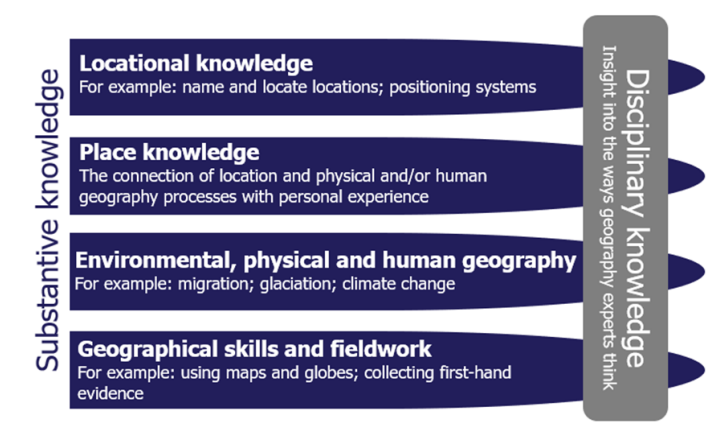 Substantive knowledge
Locational knowledge
For example: name and locate locations; positioning systems
Place knowledge
The connection of location and physical and/or human
geography processes with personal experience
Environmental, physical and human geography
For example: migration; glaciation; climate change
Geographical skills and fieldwork
For example: using maps and globes; collecting first-hand
evidence
Disciplinary knowledge
Insight into the ways geography experts think